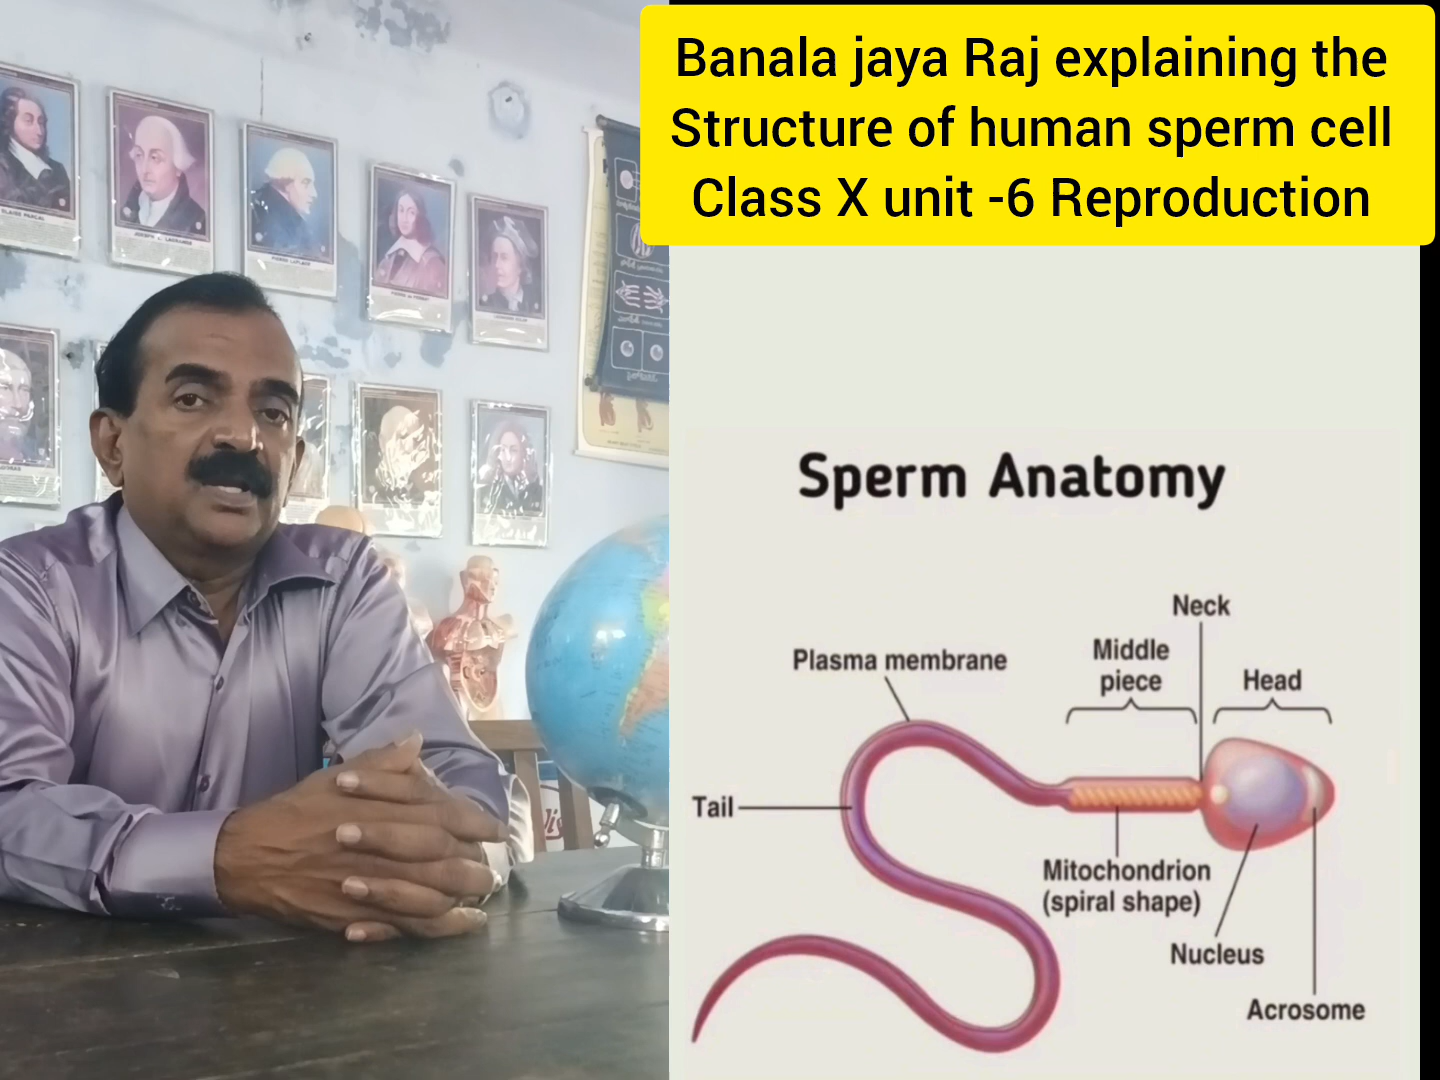 Banala jaya Raj explaining the
Structure of human sperm cell
Class X unit -6 Reproduction
Sperm Anatomy
Neck
Middle
piece
Head
Plasma membrane
Tail
Mitochondrion
(spiral shape)
Nucleus
Acrosome